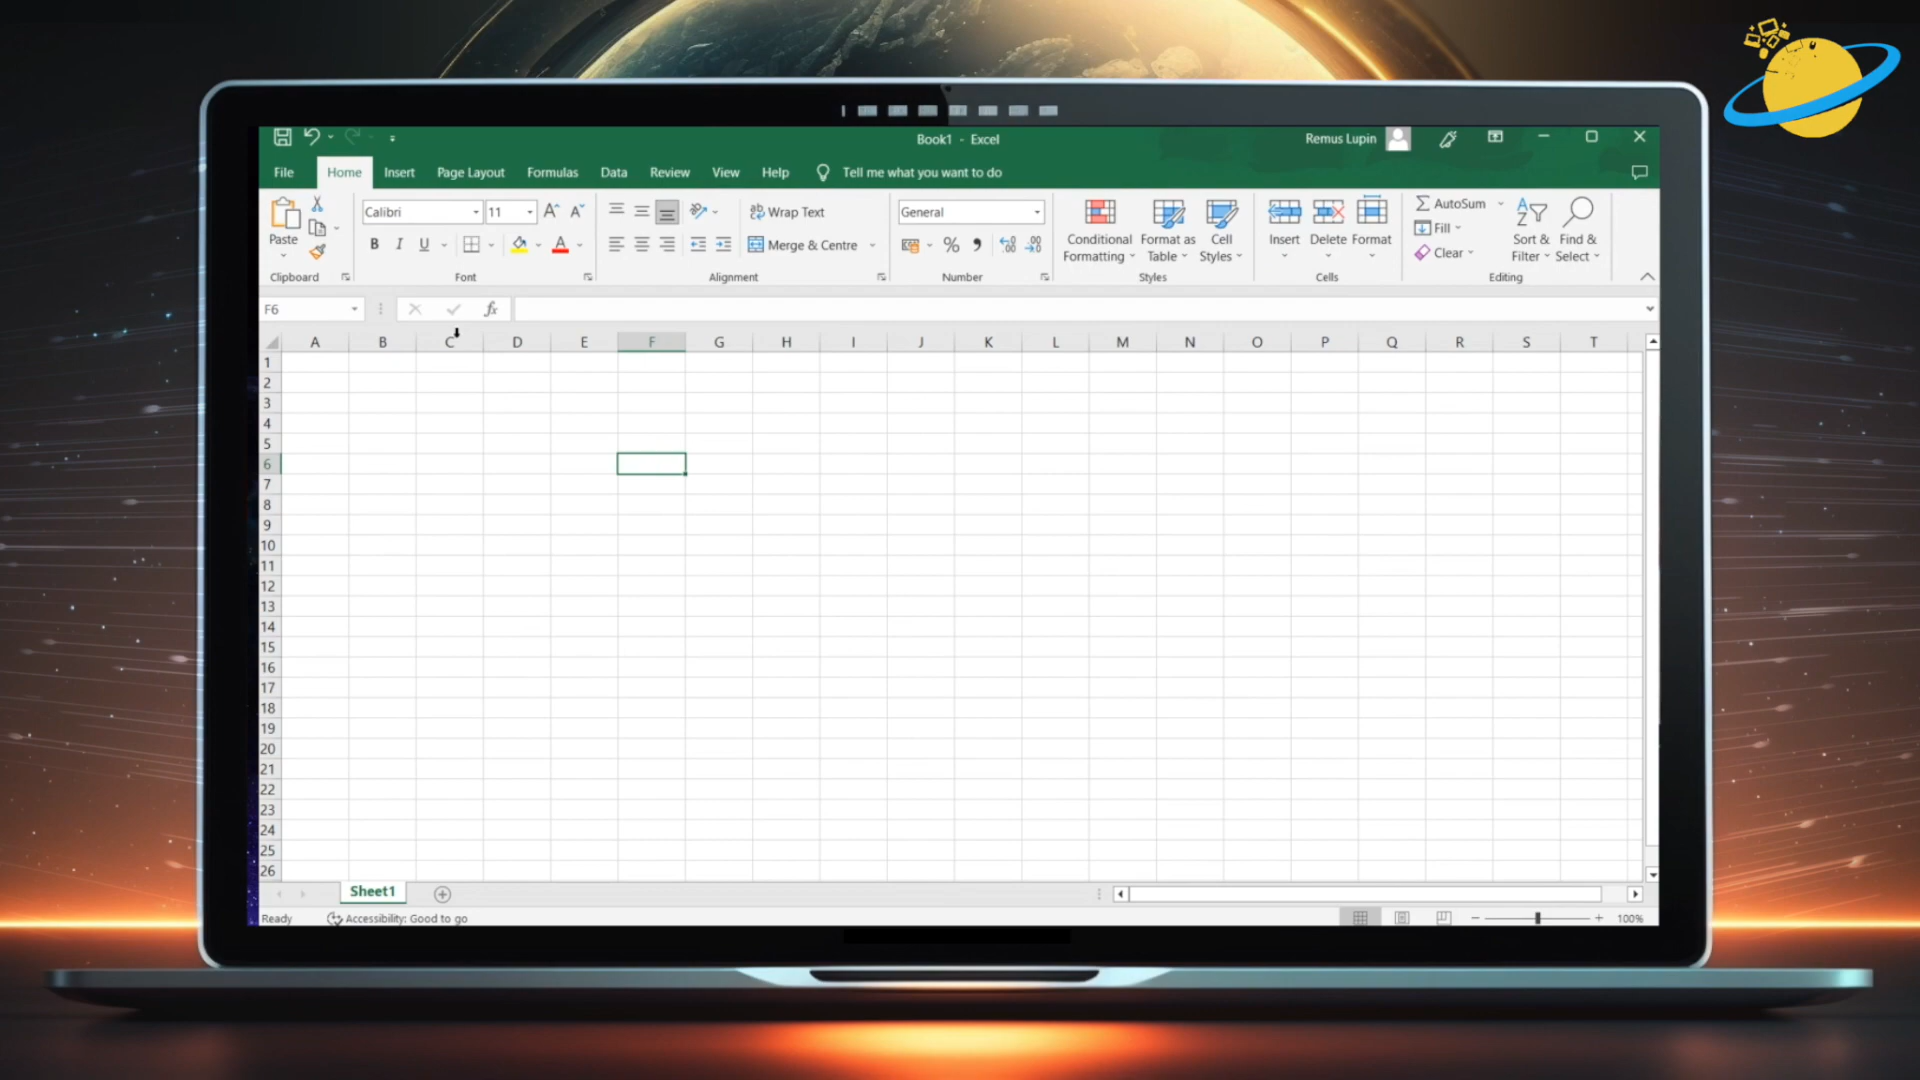 Book1 - Excel
Remus Lupin
File Home Insert Page Layout Formulas Data Review View Help Tell me what you want to do
Calibri 11 Wrap Text General AutoSum
Fill
Paste Conditional Format as Cell Insert Delete Format Sort & Find &
B I U Merge & Centre % Formatting Table Styles Clear Filter Select
Clipboard Font Alignment Number Styles Cells Editing
F6 fx
A B C D E F G H I J K L M N O P Q R S T
1
2
3
4
5
6
7
8
9
10
11
12
13
14
15
16
17
18
19
20
21
22
23
24
25
26
Sheet1
Ready Accessibility: Good to go 100%